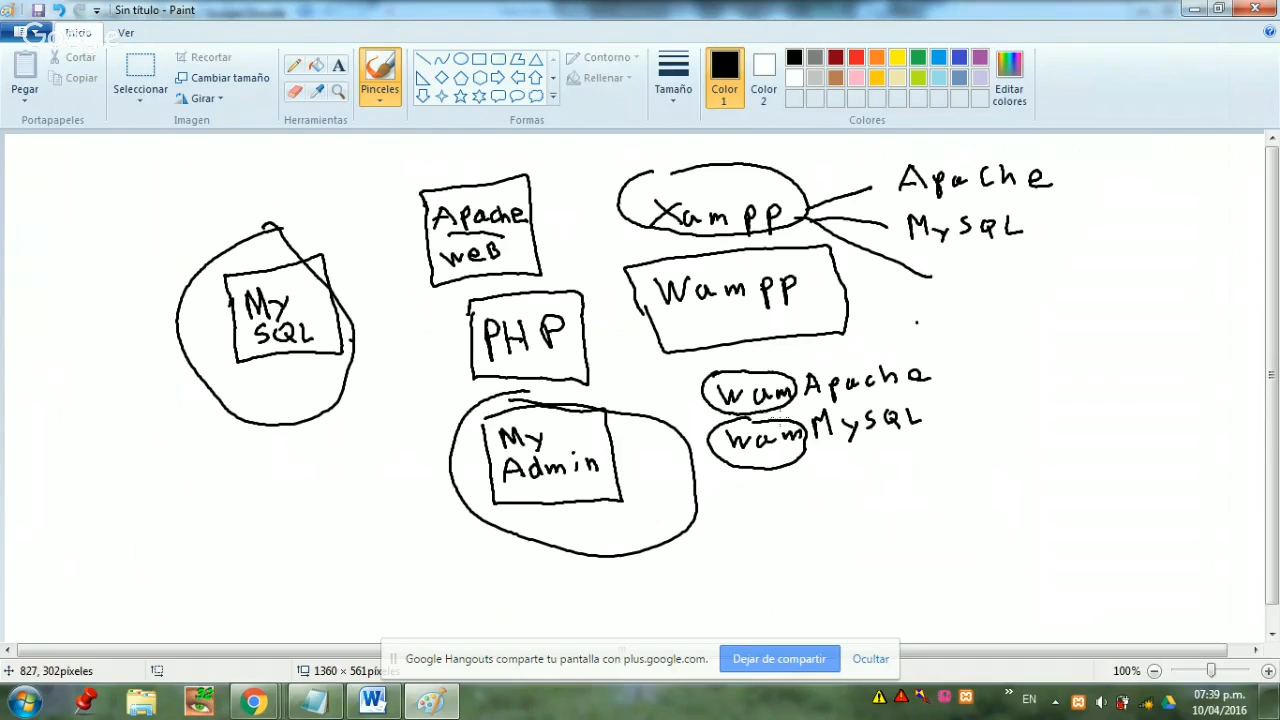 Sin título - Paint
Google
Inicio
Ver
Pegar
Cortar
Copiar
Portapapeles
Seleccionar
Recortar
Cambiar tamaño
Girar
Imagen
Herramientas
Pinceles
Contorno
Rellenar
Formas
Tamaño
Color
1
Color
2
Editar
colores
Colores
Apache
web
My
SQL
PHP
My
Admin
Xampp
Apache
MySQL
Wampp
Wam Apache
Wam MySQL
Google Hangouts comparte tu pantalla con plus.google.com.
Dejar de compartir
Ocultar
827, 302píxeles
1360 × 561píxeles
100%
EN
07:39 p.m.
10/04/2016